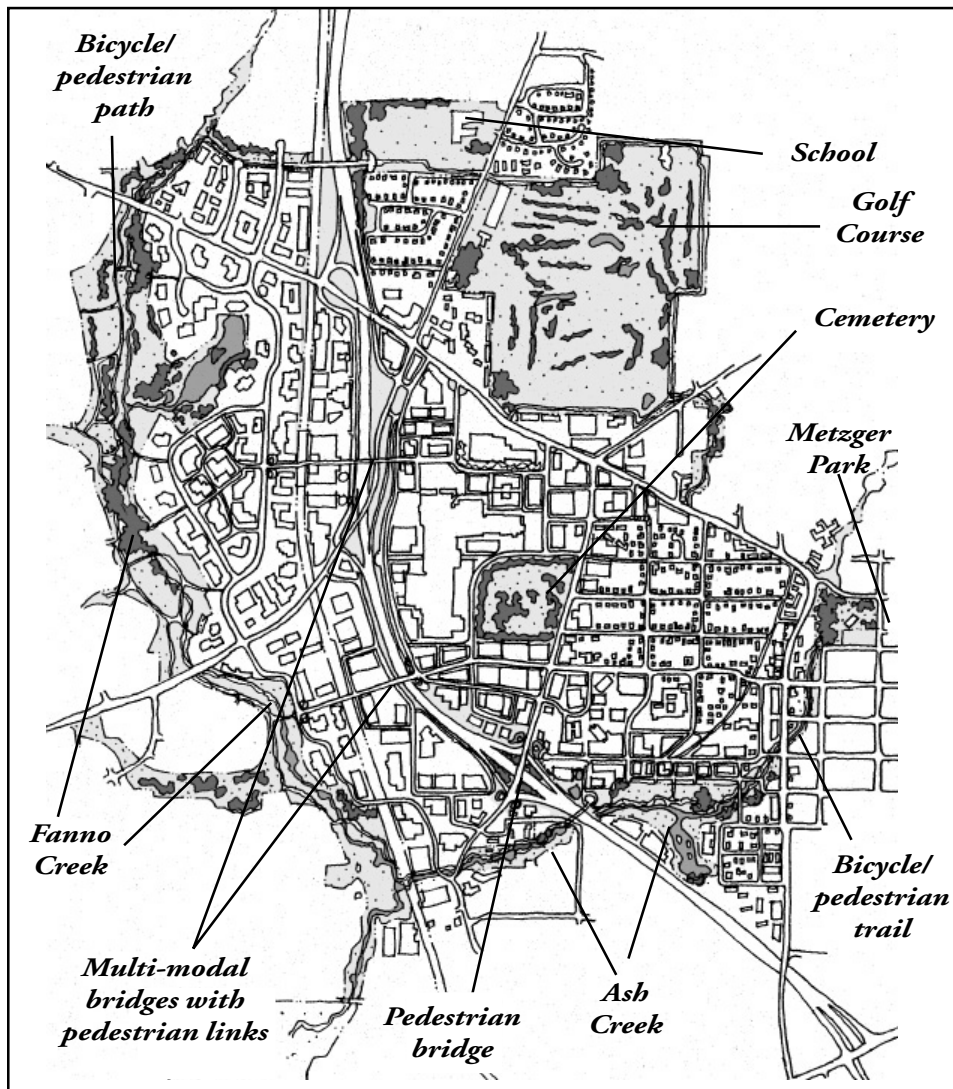 Bicycle/
pedestrian
path
School
Golf
Course
Cemetery
Metzger
Park
Fanno
Creek
Multi-modal
bridges with
pedestrian links
Pedestrian
bridge
Ash
Creek
Bicycle/
pedestrian
trail